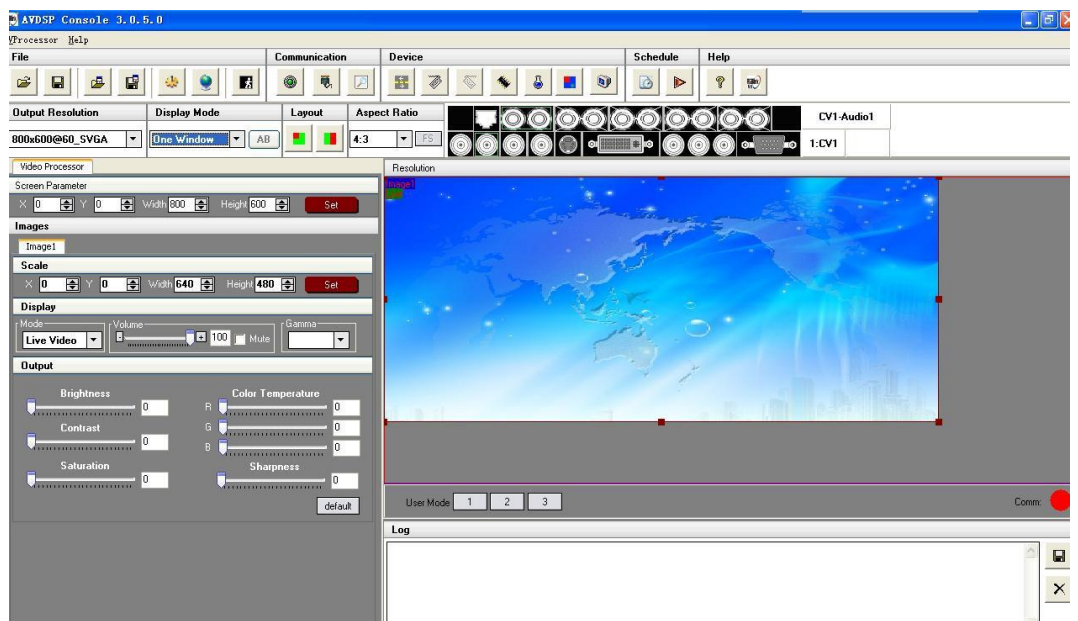 AVDSP Console 3.0.5.0
VProcessor Help
File Communication Device Schedule Help
Output Resolution Display Mode Layout Aspect Ratio CV1-Audio1
800x600@60_SVGA One Window AB 4:3 FS 1:CV1
Video Processor
Resolution
Screen Parameter
X 0 Y 0 Width 800 Height 600 Set
Images
Image1
Scale
X 0 Y 0 Width 640 Height 480 Set
Display
Mode Volume Gamma
Live Video - + 100 Mute
Output
Brightness Color Temperature
0 R 0
Contrast G 0
0 B 0
Saturation Sharpness
0 0
default
Image1
User Mode 1 2 3 Comm:
Log